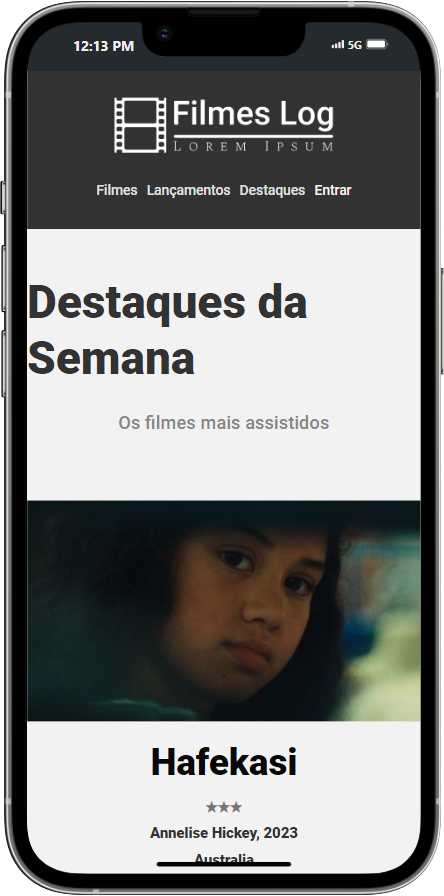 12:13 PM 5G
Filmes Log
LOREM IPSUM
Filmes Lançamentos Destaques Entrar
Destaques da
Semana
Os filmes mais assistidos
Hafekasi
★★★
Annelise Hickey, 2023
Australia